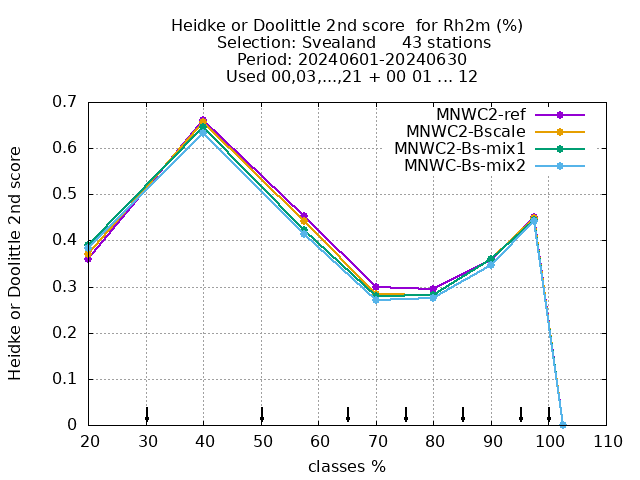 Heidke or Doolittle 2nd score  for Rh2m (%)
Selection: Svealand     43 stations
Period: 20240601-20240630
Used 00,03,...,21 + 00 01 ... 12
MNWC2-ref
MNWC2-Bscale
MNWC2-Bs-mix1
MNWC-Bs-mix2
Heidke or Doolittle 2nd score
0.7
0.6
0.5
0.4
0.3
0.2
0.1
0
20 30 40 50 60 70 80 90 100 110
classes %